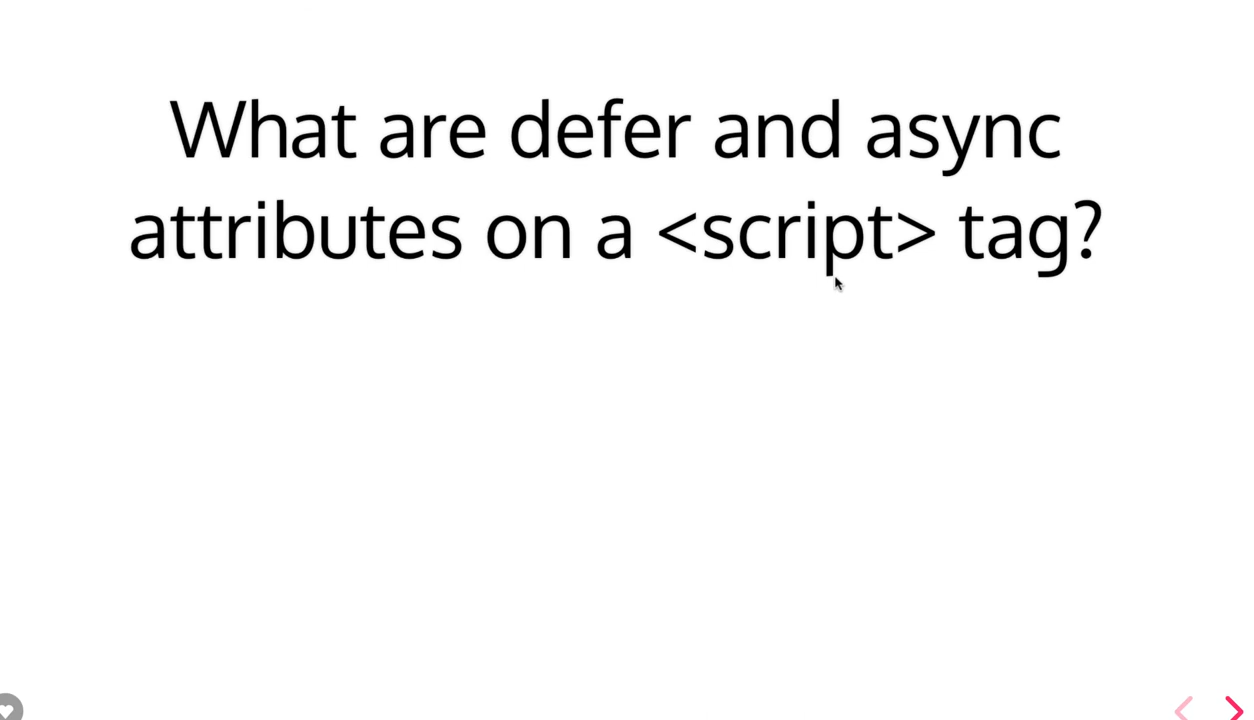 What are defer and async
attributes on a <script> tag?